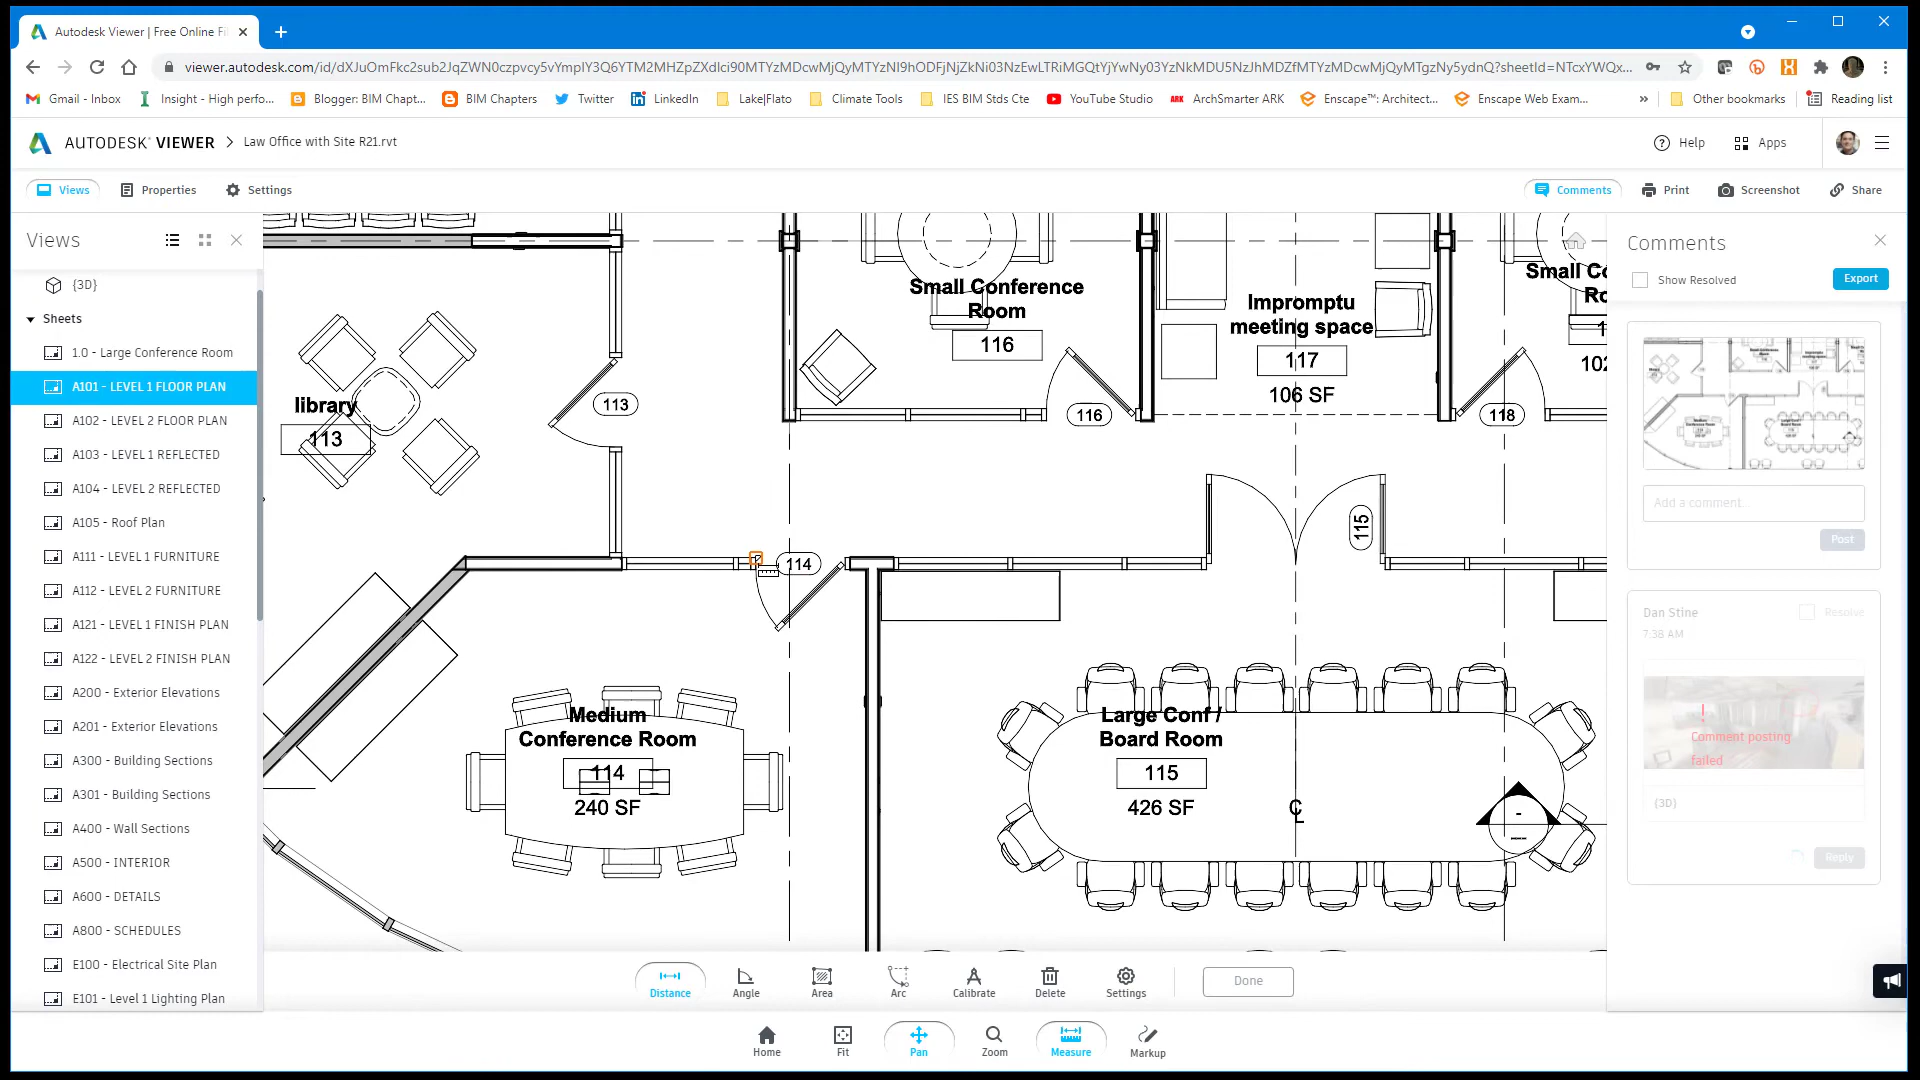 Autodesk Viewer | Free Online Fi
viewer.autodesk.com/id/dXJuOmFkc2sub2JqZWN0czpvcy5vYmplY3Q6YTM2MHZpZXdlci90MTYzMDcwMjQyMTYzNl9hODFjNjZkNi03NzEwLTRiMGQtYjYwNy03YzNkMDU5NzJhMDZfMTYzMDcwMjQyMTgzNy5ydnQ?sheetId=NTcxYWQx...
Gmail - Inbox
Insight - High perfo...
Blogger: BIM Chapt...
BIM Chapters
Twitter
LinkedIn
Lake|Flato
Climate Tools
IES BIM Stds Cte
YouTube Studio
ARK ArchSmarter ARK
Enscape™: Architect...
Enscape Web Exam...
»
Other bookmarks
Reading list
AUTODESK® VIEWER > Law Office with Site R21.rvt
Help
Apps
Views
Properties
Settings
Comments
Print
Screenshot
Share
Views
{3D}
Sheets
1.0 - Large Conference Room
A101 - LEVEL 1 FLOOR PLAN
A102 - LEVEL 2 FLOOR PLAN
A103 - LEVEL 1 REFLECTED
A104 - LEVEL 2 REFLECTED
A105 - Roof Plan
A111 - LEVEL 1 FURNITURE
A112 - LEVEL 2 FURNITURE
A121 - LEVEL 1 FINISH PLAN
A122 - LEVEL 2 FINISH PLAN
A200 - Exterior Elevations
A201 - Exterior Elevations
A300 - Building Sections
A301 - Building Sections
A400 - Wall Sections
A500 - INTERIOR
A600 - DETAILS
A800 - SCHEDULES
E100 - Electrical Site Plan
E101 - Level 1 Lighting Plan
library
113
113
Small Conference
Room
116
116
Impromptu
meeting space
117
106 SF
Small Co
Ro
1
102
118
114
115
Medium
Conference Room
114
240 SF
Large Conf /
Board Room
115
426 SF
CL
Comments
Show Resolved
Export
Add a comment...
Post
Dan Stine
Resolve
7:38 AM
!
Comment posting
failed
{3D}
Reply
Distance
Angle
Area
Arc
Calibrate
Delete
Settings
Done
Home
Fit
Pan
Zoom
Measure
Markup